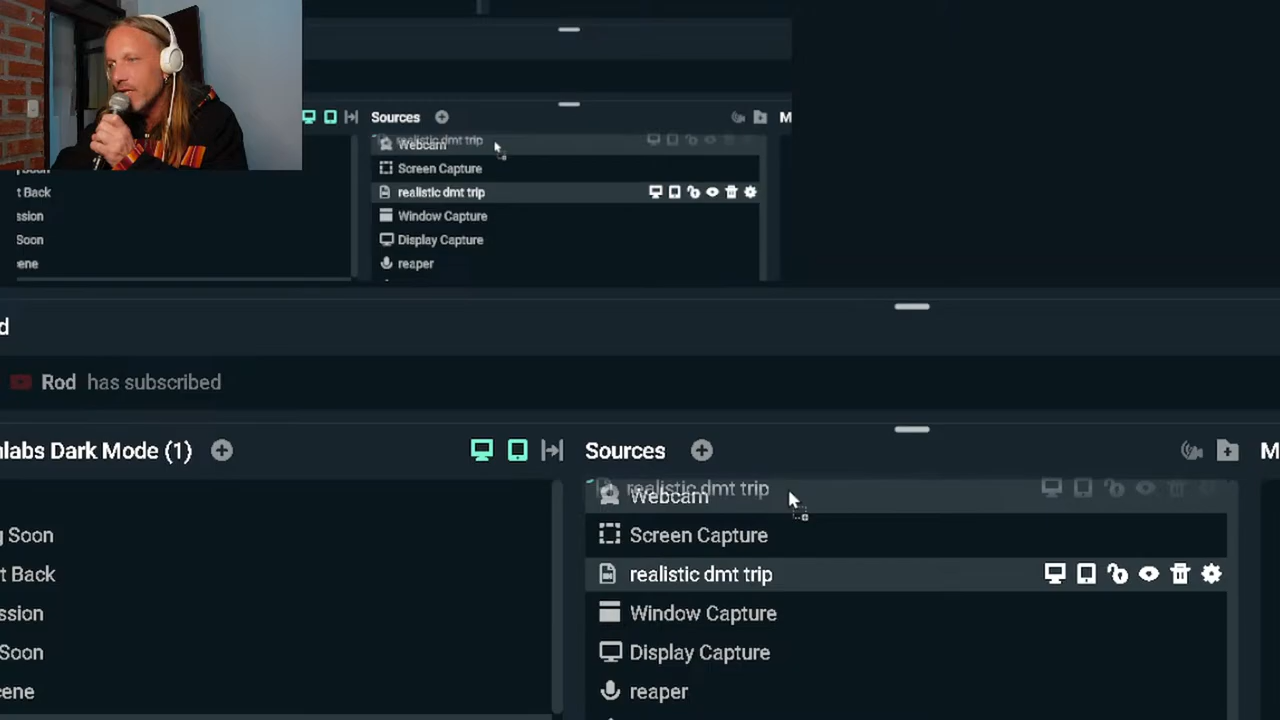 Sources
M
realistic dmt trip
Webcam
Screen Capture
t Back
realistic dmt trip
ssion
Window Capture
Soon
Display Capture
ene
reaper
d
Rod has subscribed
nlabs Dark Mode (1)
Sources
M
realistic dmt trip
Webcam
g Soon
Screen Capture
t Back
realistic dmt trip
ssion
Window Capture
Soon
Display Capture
cene
reaper